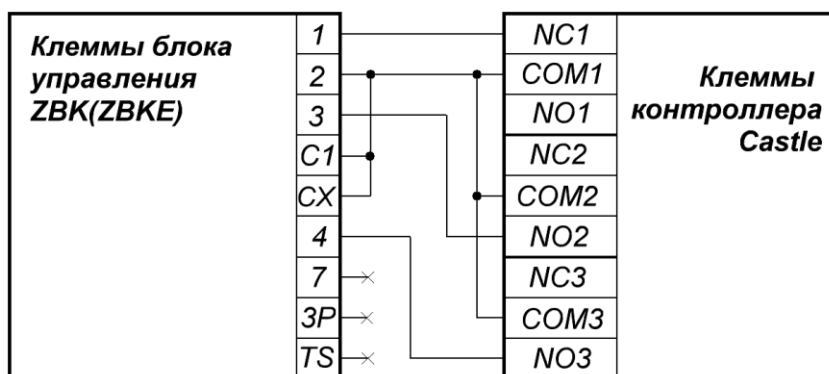 Клеммы блока
управления
ZBK(ZBKE)
1
2
3
C1
CX
4
7
3P
TS
NC1
COM1
NO1
NC2
COM2
NO2
NC3
COM3
NO3
Клеммы
контроллера
Castle